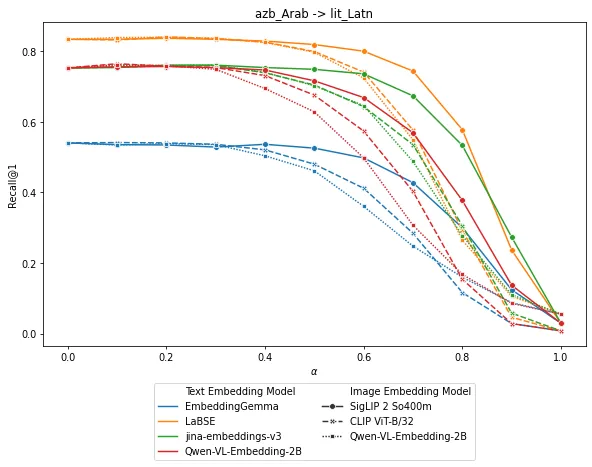 azb_Arab -> lit_Latn
Recall@1
0.8
0.6
0.4
0.2
0.0
0.0
0.2
0.4
0.6
0.8
1.0
α
Text Embedding Model
EmbeddingGemma
LaBSE
jina-embeddings-v3
Qwen-VL-Embedding-2B
Image Embedding Model
SigLIP 2 So400m
CLIP ViT-B/32
Qwen-VL-Embedding-2B